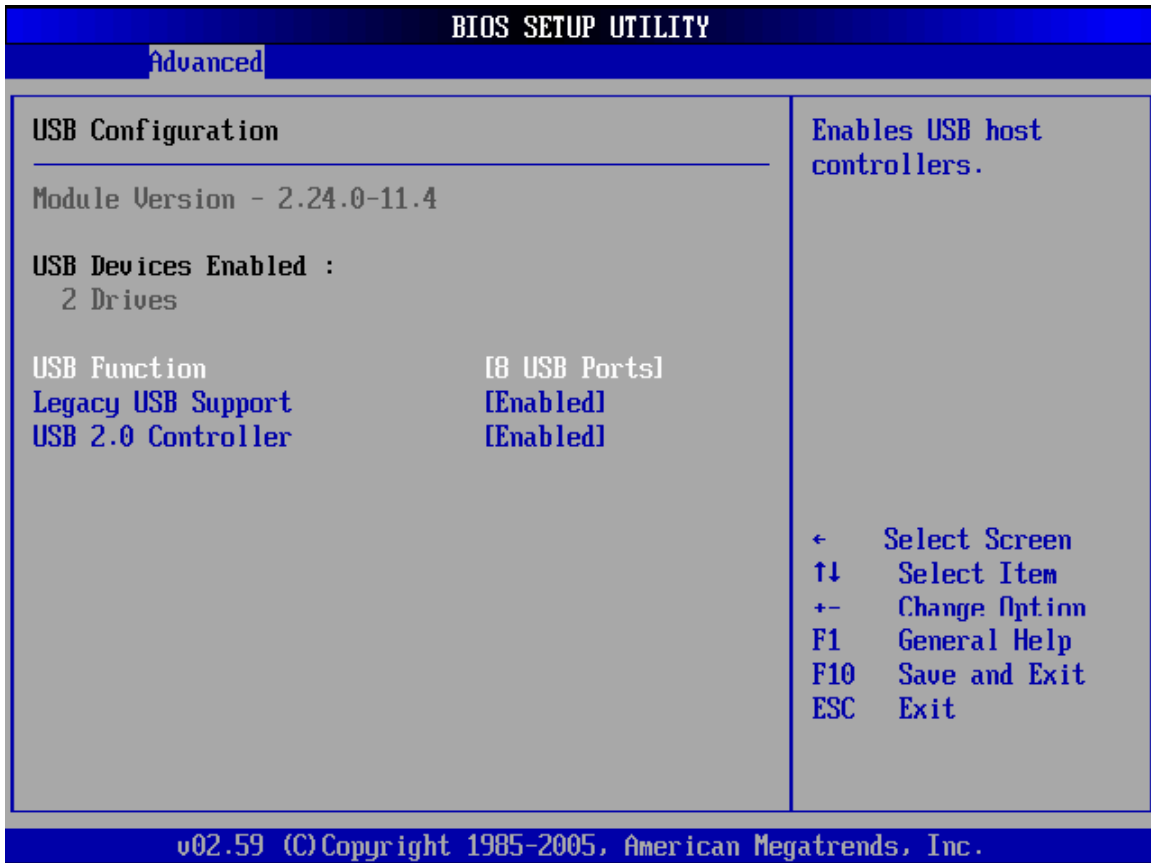 BIOS SETUP UTILITY
Advanced
USB Configuration
Module Version - 2.24.0-11.4
USB Devices Enabled :
2 Drives
USB Function [8 USB Ports]
Legacy USB Support [Enabled]
USB 2.0 Controller [Enabled]
Enables USB host
controllers.
← Select Screen
↑↓ Select Item
+- Change Option
F1 General Help
F10 Save and Exit
ESC Exit
v02.59 (C)Copyright 1985-2005, American Megatrends, Inc.